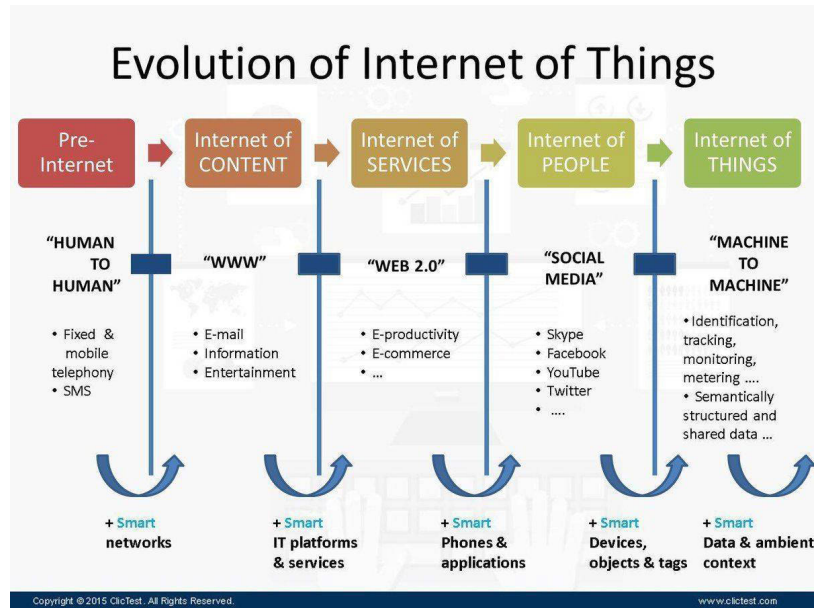 Evolution of Internet of Things
Pre-
Internet
Internet of
CONTENT
Internet of
SERVICES
Internet of
PEOPLE
Internet of
THINGS
“HUMAN
TO
HUMAN”
“WWW”
“WEB 2.0”
“SOCIAL
MEDIA”
“MACHINE
TO
MACHINE”
• Fixed &
mobile
telephony
• SMS
• E-mail
• Information
• Entertainment
• E-productivity
• E-commerce
• ...
• Skype
• Facebook
• YouTube
• Twitter
• ....
• Identification,
tracking,
monitoring,
metering ....
• Semantically
structured and
shared data ...
+ Smart
networks
+ Smart
IT platforms
& services
+ Smart
Phones &
applications
+ Smart
Devices,
objects & tags
+ Smart
Data & ambient
context
Copyright © 2015 ClicTest. All Rights Reserved.
www.clictest.com